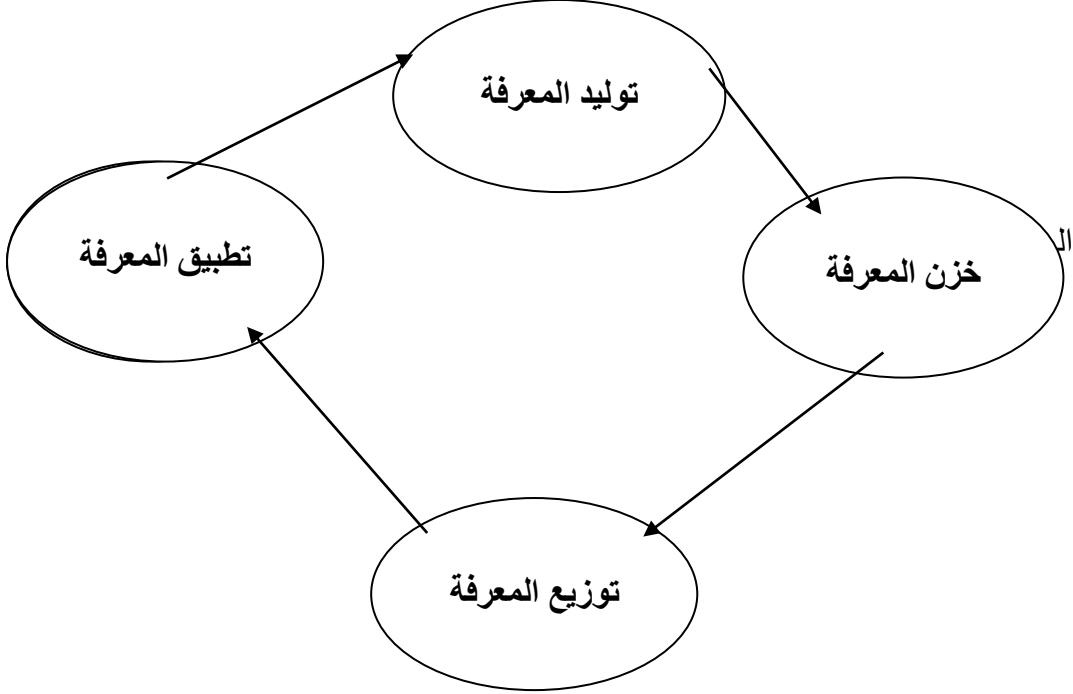 توليد المعرفة
خزن المعرفة
توزيع المعرفة
تطبيق المعرفة